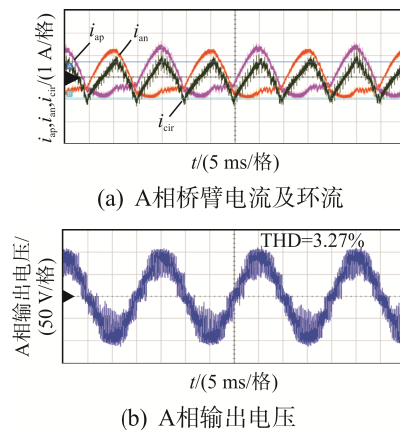 i_ap
i_an
i_ap,i_an,i_cir/(1 A/格)
i_cir
t/(5 ms/格)
(a) A相桥臂电流及环流
THD=3.27%
A相输出电压/
(50 V/格)
t/(5 ms/格)
(b) A相输出电压